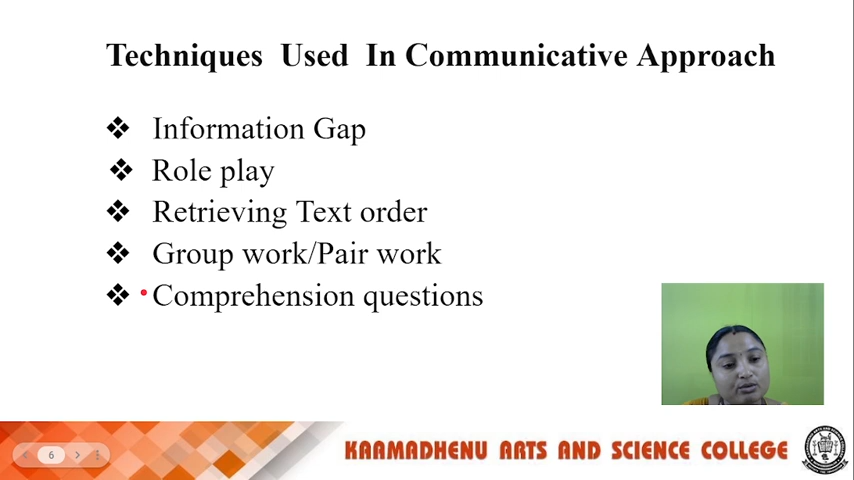 Techniques Used In Communicative Approach
❖ Information Gap
❖ Role play
❖ Retrieving Text order
❖ Group work/Pair work
❖ Comprehension questions
6
KAAMADHENU ARTS AND SCIENCE COLLEGE